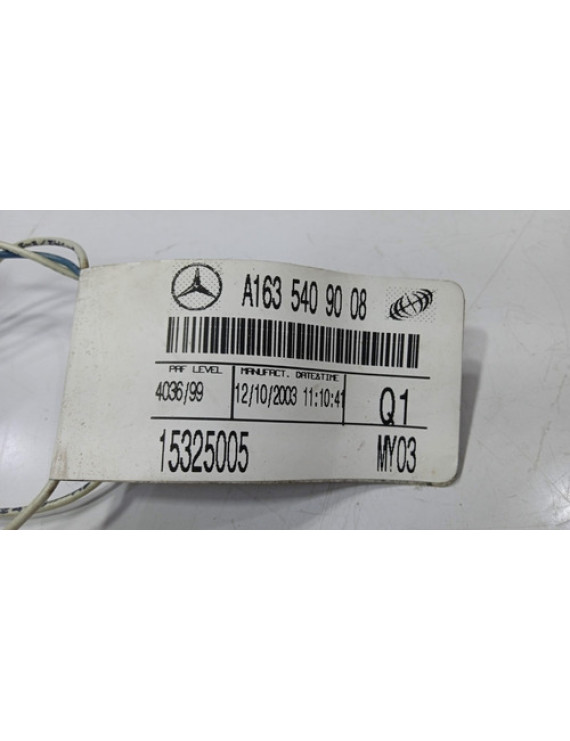 A163 540 90 08
PAF LEVEL
MANUFACT. DATE&TIME
4036/99
12/10/2003 11:10:41
Q1
15325005
MY03